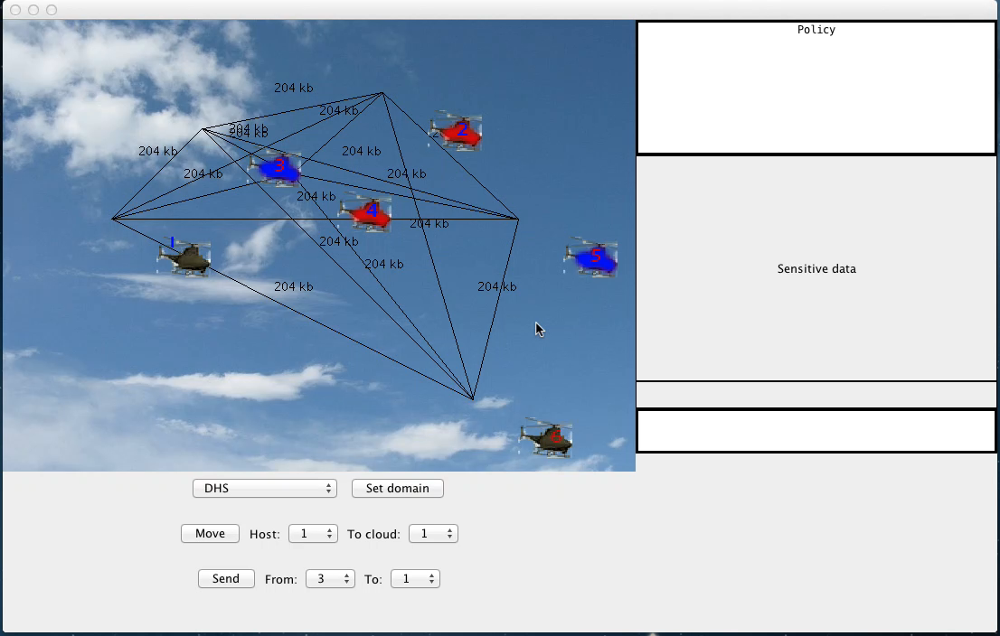 Policy
204 kb
204 kb
2
204 kb
204 kb
204 kb
204 kb
3
204 kb
204 kb
204 kb
4
204 kb
1
204 kb
5
204 kb
Sensitive data
204 kb
204 kb
6
DHS
Set domain
Move
Host:
1
To cloud:
1
Send
From:
3
To:
1